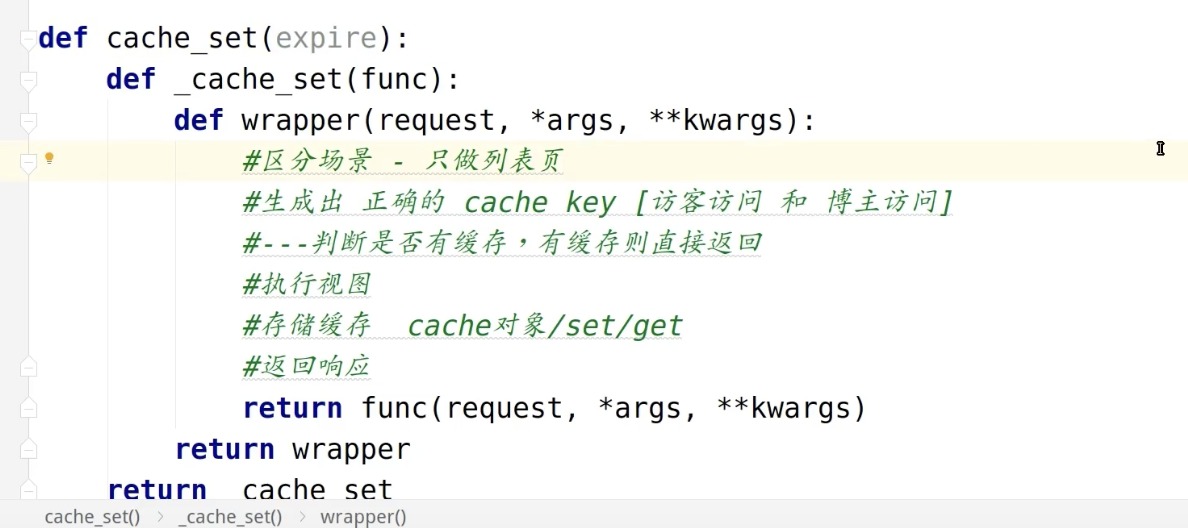 def cache_set(expire):
    def _cache_set(func):
        def wrapper(request, *args, **kwargs):
            #区分场景 - 只做列表页
            #生成出 正确的 cache key [访客访问 和 博主访问]
            #---判断是否有缓存，有缓存则直接返回
            #执行视图
            #存储缓存  cache对象/set/get
            #返回响应
            return func(request, *args, **kwargs)
        return wrapper
    return _cache_set
cache_set() > _cache_set() > wrapper()